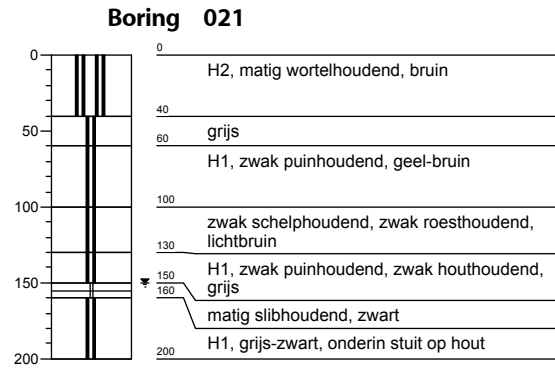 Boring 021
0
0
H2, matig wortelhoudend, bruin
40
50
grijs
60
H1, zwak puinhoudend, geel-bruin
100
100
zwak schelphoudend, zwak roesthoudend,
lichtbruin
130
H1, zwak puinhoudend, zwak houthoudend,
grijs
150
150
160
matig slibhoudend, zwart
H1, grijs-zwart, onderin stuit op hout
200
200